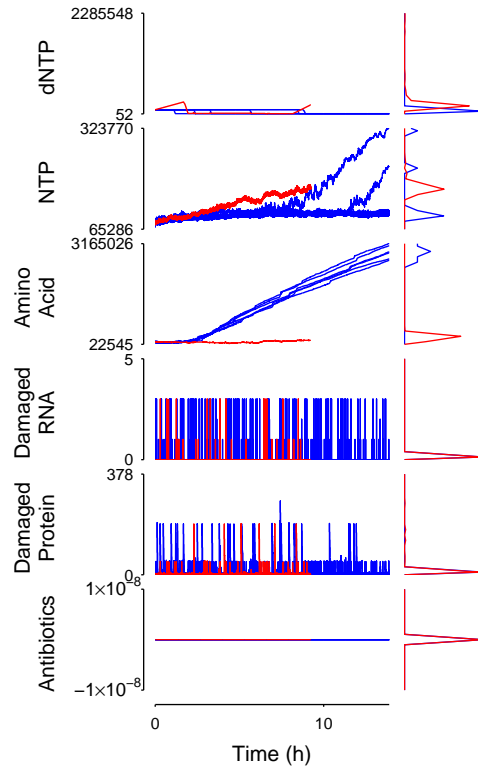 2285548
dNTP
52
323770
NTP
65286
3165026
Amino
Acid
22545
5
Damaged
RNA
0
378
Damaged
Protein
0
1×10⁻⁸
Antibiotics
−1×10⁻⁸
0 10
Time (h)